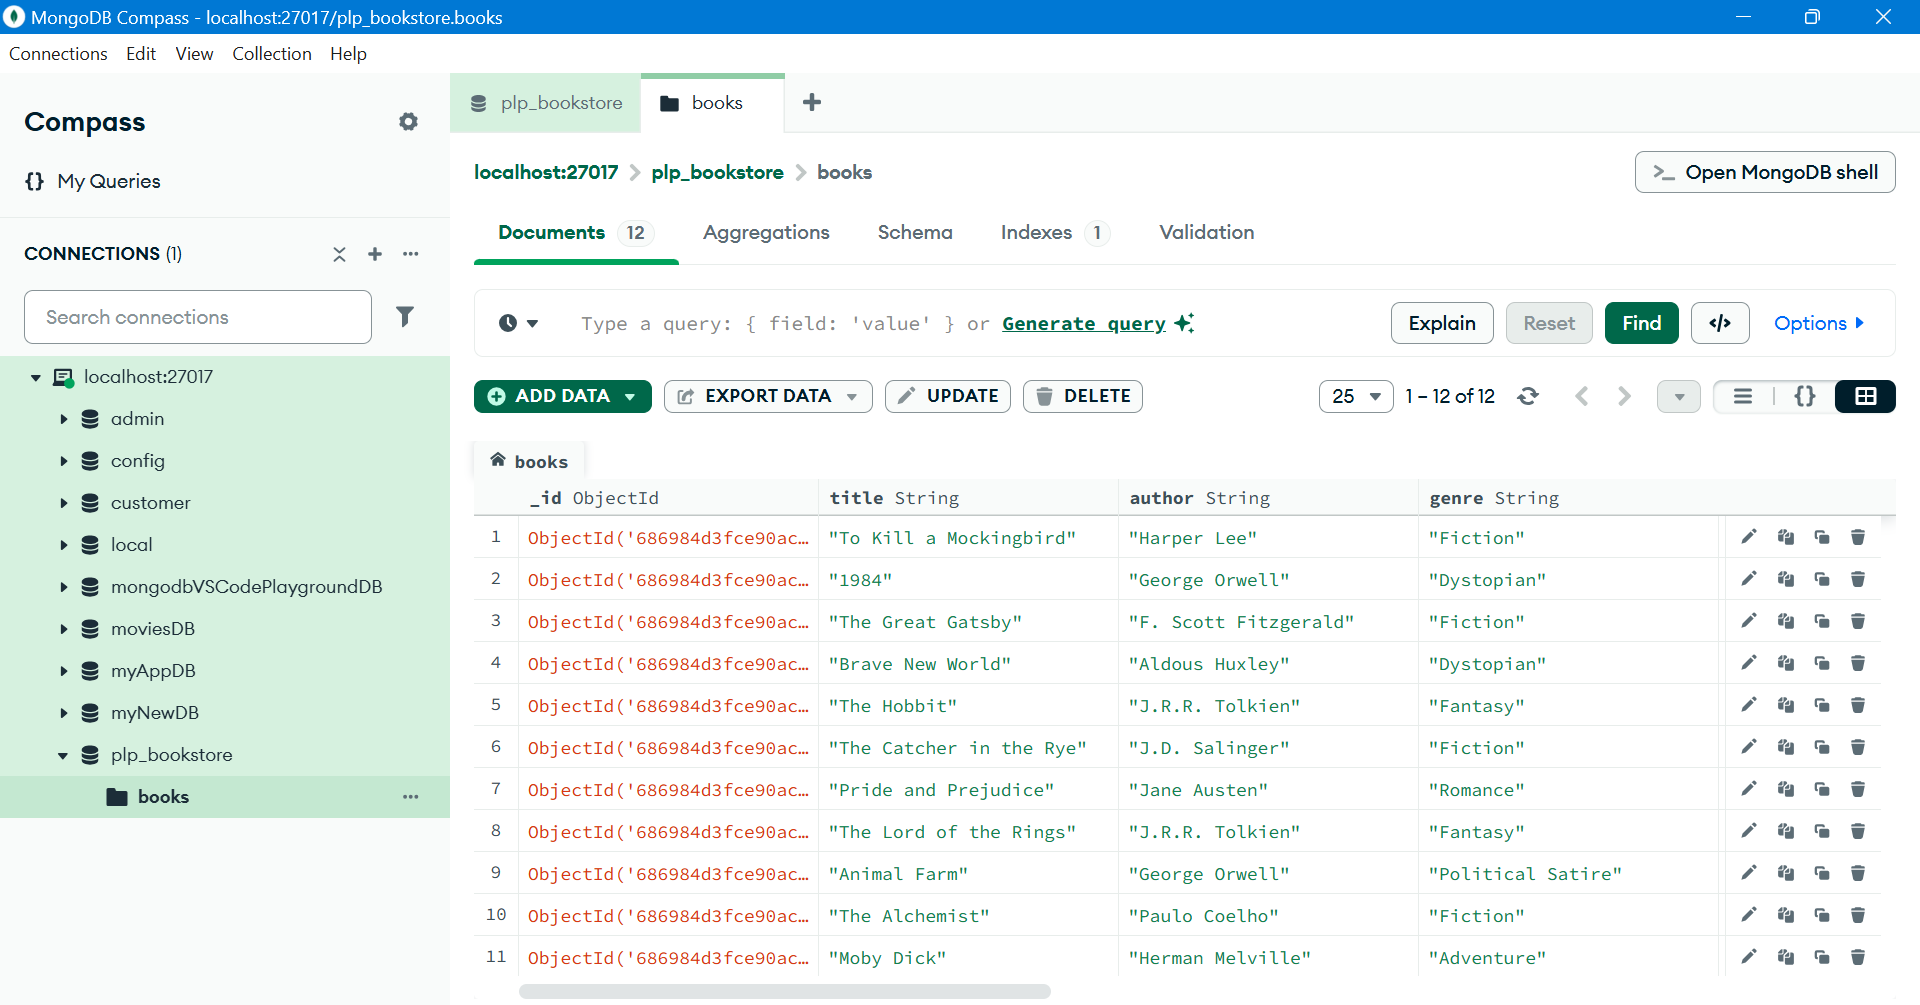 MongoDB Compass - localhost:27017/plp_bookstore.books
Connections Edit View Collection Help
Compass
{} My Queries
CONNECTIONS (1)
Search connections
localhost:27017
admin
config
customer
local
mongodbVSCodePlaygroundDB
moviesDB
myAppDB
myNewDB
plp_bookstore
books
plp_bookstore books
localhost:27017 > plp_bookstore > books
>_ Open MongoDB shell
Documents 12 Aggregations Schema Indexes 1 Validation
Type a query: { field: 'value' } or Generate query
Explain Reset Find </> Options
ADD DATA EXPORT DATA UPDATE DELETE
25 1 – 12 of 12 {}
books
_id ObjectId title String author String genre String
1 ObjectId('686984d3fce90ac… "To Kill a Mockingbird" "Harper Lee" "Fiction"
2 ObjectId('686984d3fce90ac… "1984" "George Orwell" "Dystopian"
3 ObjectId('686984d3fce90ac… "The Great Gatsby" "F. Scott Fitzgerald" "Fiction"
4 ObjectId('686984d3fce90ac… "Brave New World" "Aldous Huxley" "Dystopian"
5 ObjectId('686984d3fce90ac… "The Hobbit" "J.R.R. Tolkien" "Fantasy"
6 ObjectId('686984d3fce90ac… "The Catcher in the Rye" "J.D. Salinger" "Fiction"
7 ObjectId('686984d3fce90ac… "Pride and Prejudice" "Jane Austen" "Romance"
8 ObjectId('686984d3fce90ac… "The Lord of the Rings" "J.R.R. Tolkien" "Fantasy"
9 ObjectId('686984d3fce90ac… "Animal Farm" "George Orwell" "Political Satire"
10 ObjectId('686984d3fce90ac… "The Alchemist" "Paulo Coelho" "Fiction"
11 ObjectId('686984d3fce90ac… "Moby Dick" "Herman Melville" "Adventure"